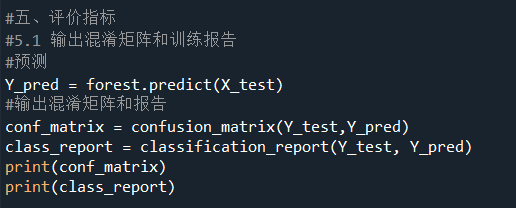 #五、评价指标
#5.1 输出混淆矩阵和训练报告
#预测
Y_pred = forest.predict(X_test)
#输出混淆矩阵和报告
conf_matrix = confusion_matrix(Y_test,Y_pred)
class_report = classification_report(Y_test, Y_pred)
print(conf_matrix)
print(class_report)